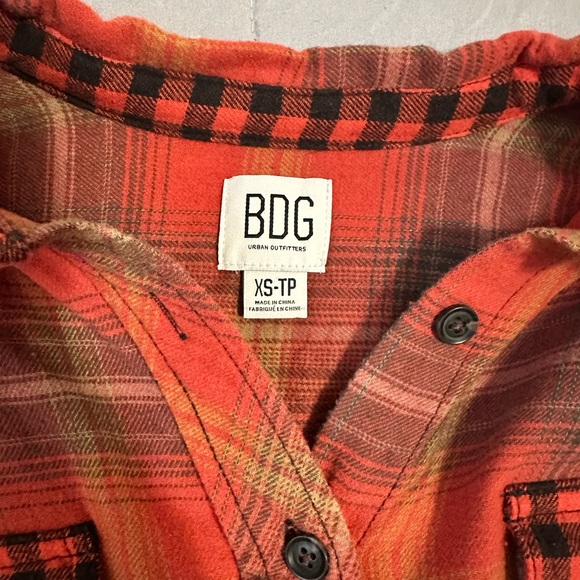 BDG
URBAN OUTFITTERS
XS-TP
MADE IN CHINA
FABRIQUÉ EN CHINE